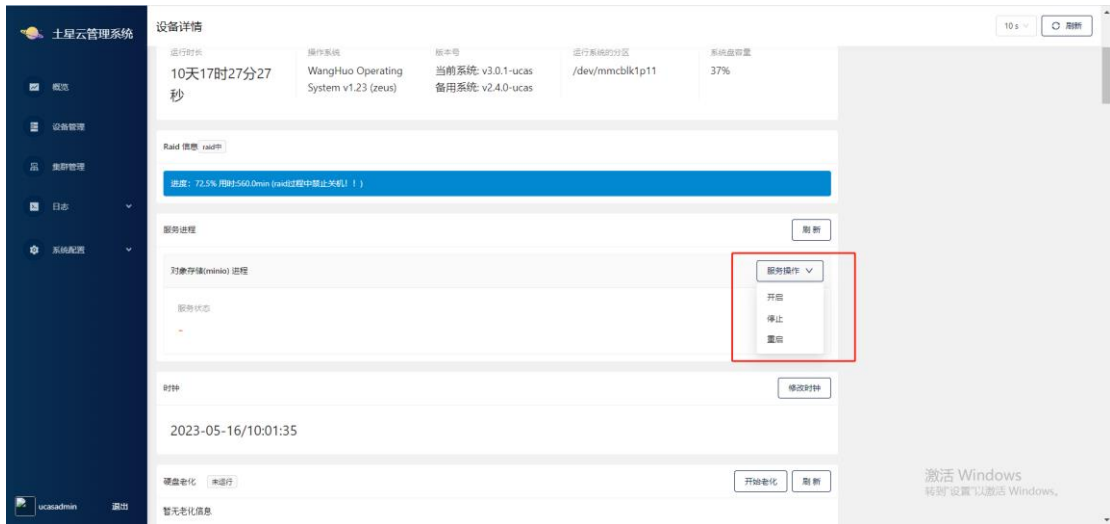 土星云管理系统
设备详情
10 s
刷新
概览
设备管理
集群管理
日志
系统配置
ucasadmin
退出
运行时长
操作系统
版本号
运行系统的分区
系统盘容量
10天17时27分27
秒
WangHuo Operating
System v1.23 (zeus)
当前系统: v3.0.1-ucas
备用系统: v2.4.0-ucas
/dev/mmcblk1p11
37%
Raid 信息 raid中
进度：72.5% 用时:560.0min (raid过程中禁止关机！！)
服务进程
刷 新
对象存储(minio) 进程
服务操作
服务状态
-
开启
停止
重启
时钟
修改时钟
2023-05-16/10:01:35
硬盘老化 未运行
开始老化
刷 新
暂无老化信息
激活 Windows
转到"设置"以激活 Windows。